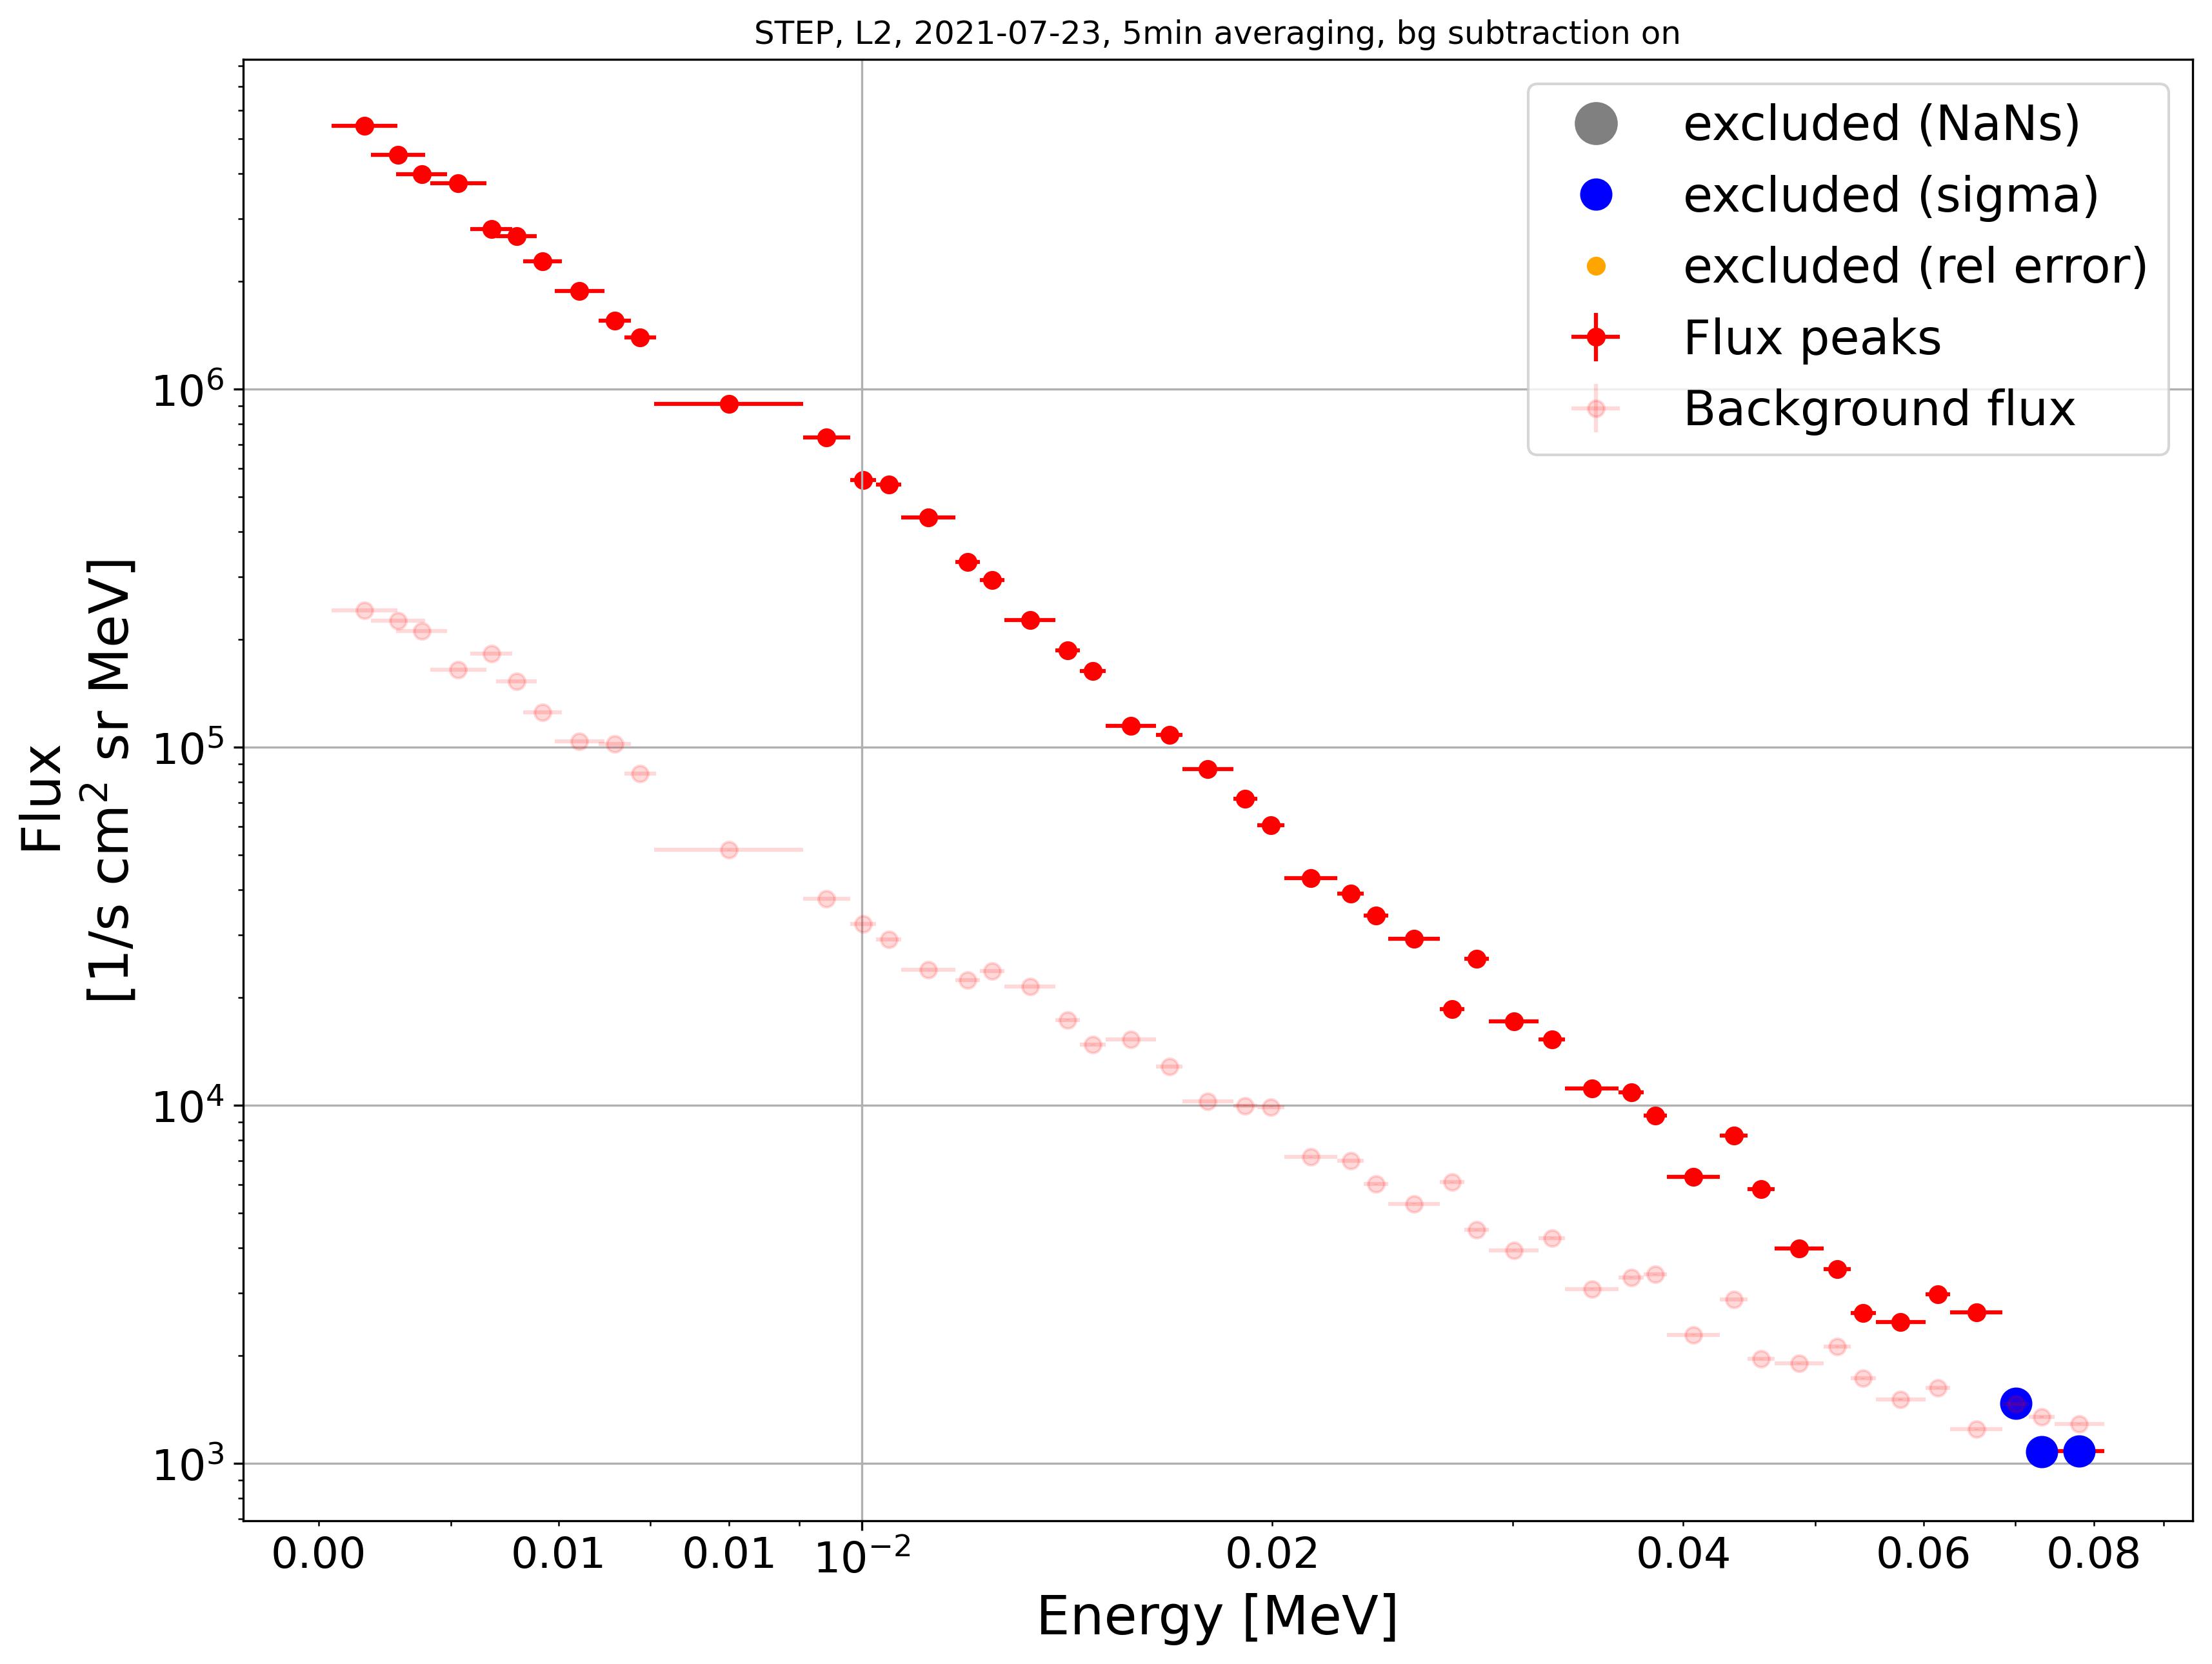 STEP, L2, 2021-07-23, 5min averaging, bg subtraction on
excluded (NaNs)
excluded (sigma)
excluded (rel error)
Flux peaks
Background flux
Flux
[1/s cm² sr MeV]
10⁶
10⁵
10⁴
10³
0.00 0.01 0.01 10⁻² 0.02 0.04 0.06 0.08
Energy [MeV]